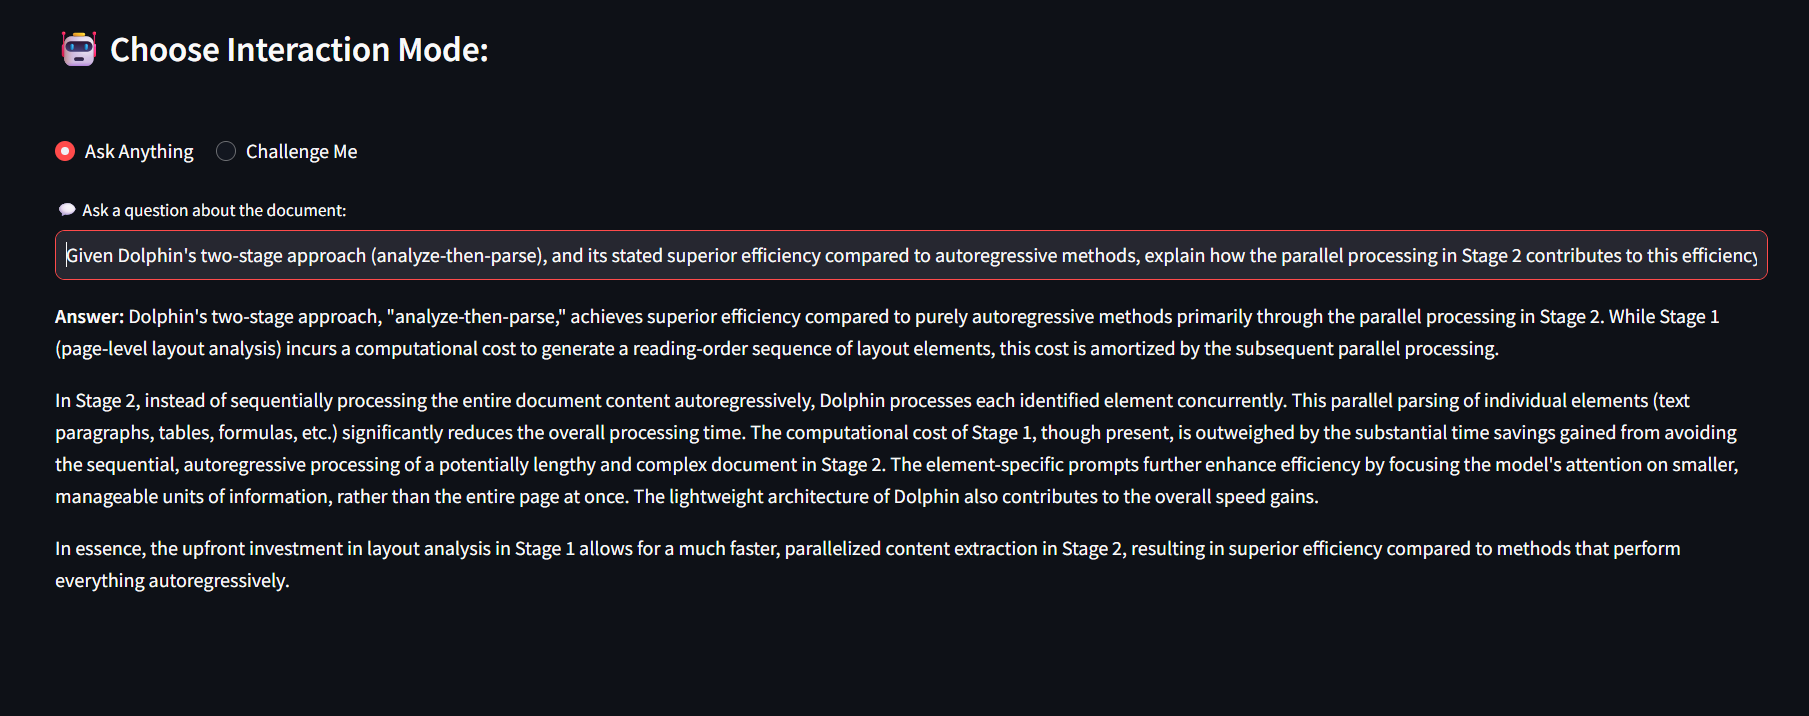 Choose Interaction Mode:
Ask Anything
Challenge Me
Ask a question about the document:
Given Dolphin's two-stage approach (analyze-then-parse), and its stated superior efficiency compared to autoregressive methods, explain how the parallel processing in Stage 2 contributes to this efficiency
Answer: Dolphin's two-stage approach, "analyze-then-parse," achieves superior efficiency compared to purely autoregressive methods primarily through the parallel processing in Stage 2. While Stage 1
(page-level layout analysis) incurs a computational cost to generate a reading-order sequence of layout elements, this cost is amortized by the subsequent parallel processing.
In Stage 2, instead of sequentially processing the entire document content autoregressively, Dolphin processes each identified element concurrently. This parallel parsing of individual elements (text
paragraphs, tables, formulas, etc.) significantly reduces the overall processing time. The computational cost of Stage 1, though present, is outweighed by the substantial time savings gained from avoiding
the sequential, autoregressive processing of a potentially lengthy and complex document in Stage 2. The element-specific prompts further enhance efficiency by focusing the model's attention on smaller,
manageable units of information, rather than the entire page at once. The lightweight architecture of Dolphin also contributes to the overall speed gains.
In essence, the upfront investment in layout analysis in Stage 1 allows for a much faster, parallelized content extraction in Stage 2, resulting in superior efficiency compared to methods that perform
everything autoregressively.